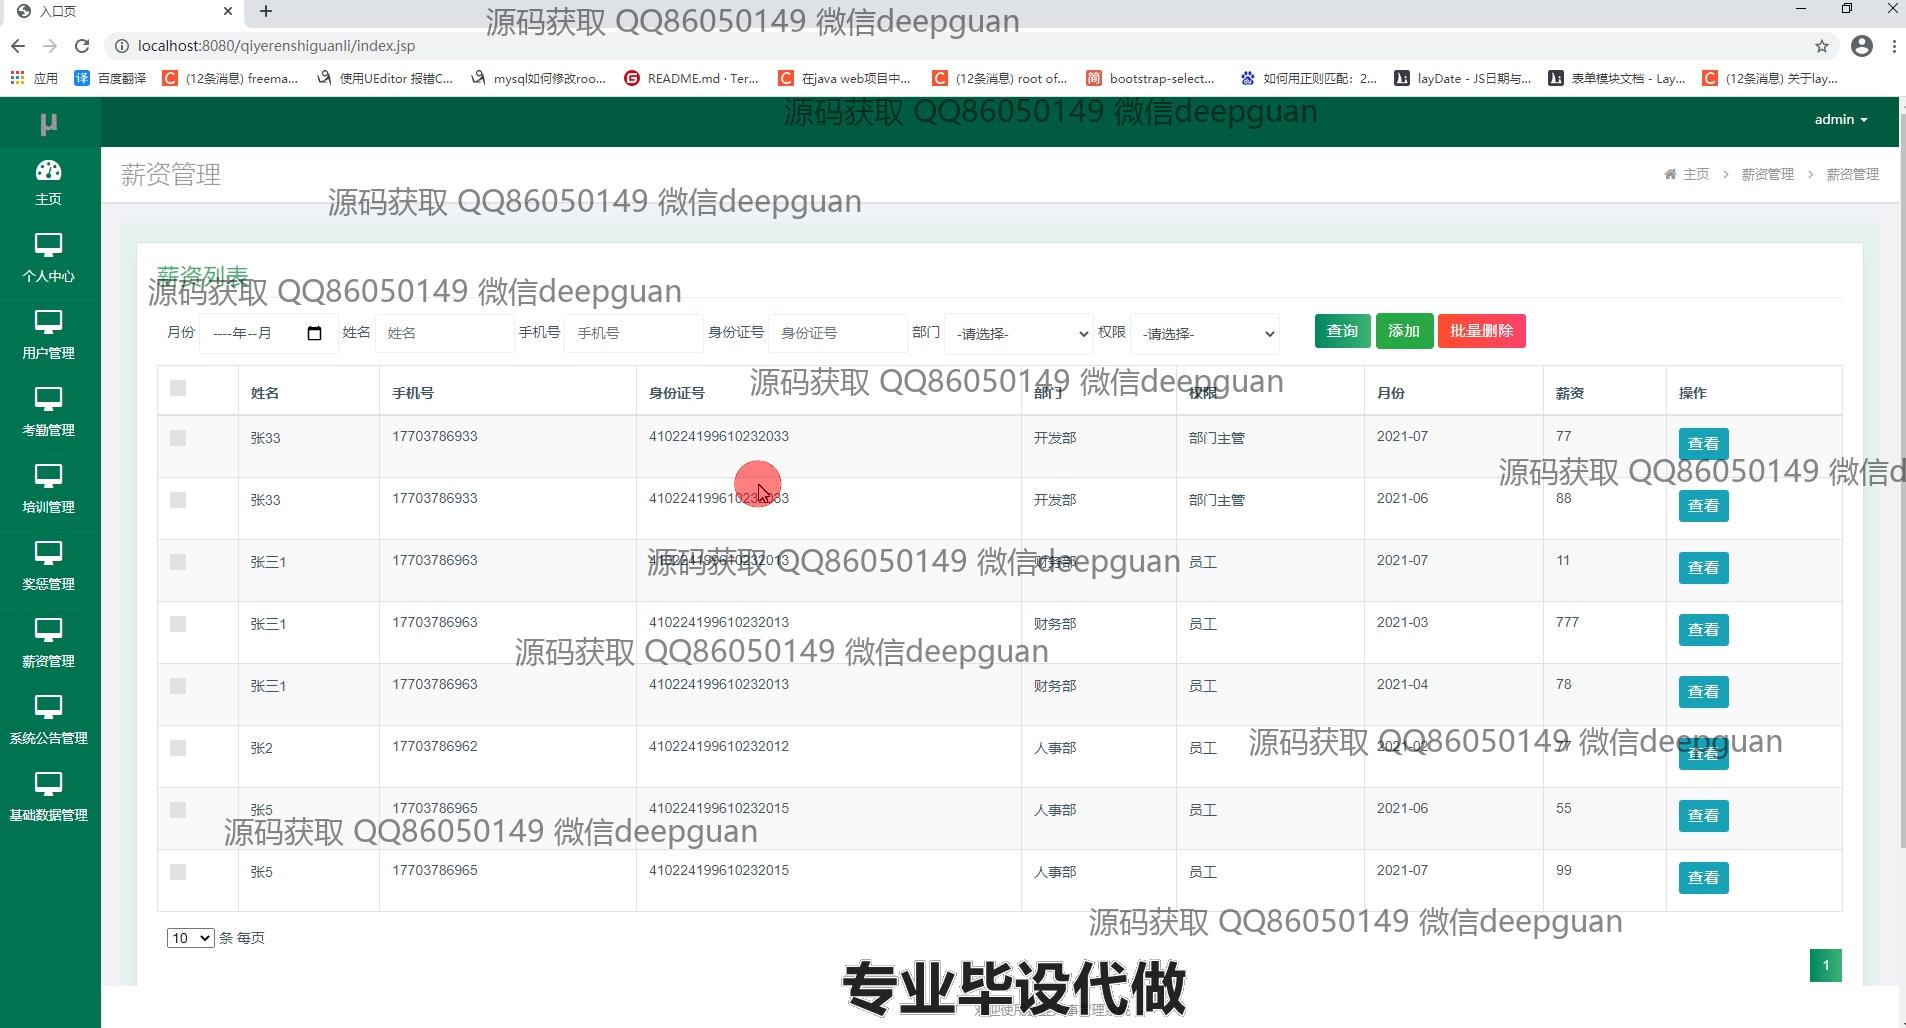 入口页
源码获取 QQ86050149 微信deepguan
localhost:8080/qiyerenshiguanli/index.jsp
应用 百度翻译 (12条消息) freema... 使用UEditor 报错C... mysql如何修改roo... README.md · Ter... 在java web项目中... (12条消息) root of... bootstrap-select... 如何用正则匹配：2... layDate - JS日期与... 表单模块文档 - Lay... (12条消息) 关于lay...
源码获取 QQ86050149 微信deepguan
μ
admin
薪资管理
主页 > 薪资管理 > 薪资管理
源码获取 QQ86050149 微信deepguan
主页
个人中心
用户管理
考勤管理
培训管理
奖惩管理
薪资管理
系统公告管理
基础数据管理
薪资列表
源码获取 QQ86050149 微信deepguan
月份 ----年--月 姓名 姓名 手机号 手机号 身份证号 身份证号 部门 -请选择- 权限 -请选择- 查询 添加 批量删除
源码获取 QQ86050149 微信deepguan
姓名 手机号 身份证号 部门 权限 月份 薪资 操作
张33 17703786933 410224199610232033 开发部 部门主管 2021-07 77 查看
源码获取 QQ86050149 微信d
张33 17703786933 410224199610232033 开发部 部门主管 2021-06 88 查看
张三1 17703786963 410224199610232013 财务部 员工 2021-07 11 查看
源码获取 QQ86050149 微信deepguan
张三1 17703786963 410224199610232013 财务部 员工 2021-03 777 查看
源码获取 QQ86050149 微信deepguan
张三1 17703786963 410224199610232013 财务部 员工 2021-04 78 查看
张2 17703786962 410224199610232012 人事部 员工 2021-02 77 查看
源码获取 QQ86050149 微信deepguan
张5 17703786965 410224199610232015 人事部 员工 2021-06 55 查看
源码获取 QQ86050149 微信deepguan
张5 17703786965 410224199610232015 人事部 员工 2021-07 99 查看
源码获取 QQ86050149 微信deepguan
10 条 每页
1
专业毕设代做